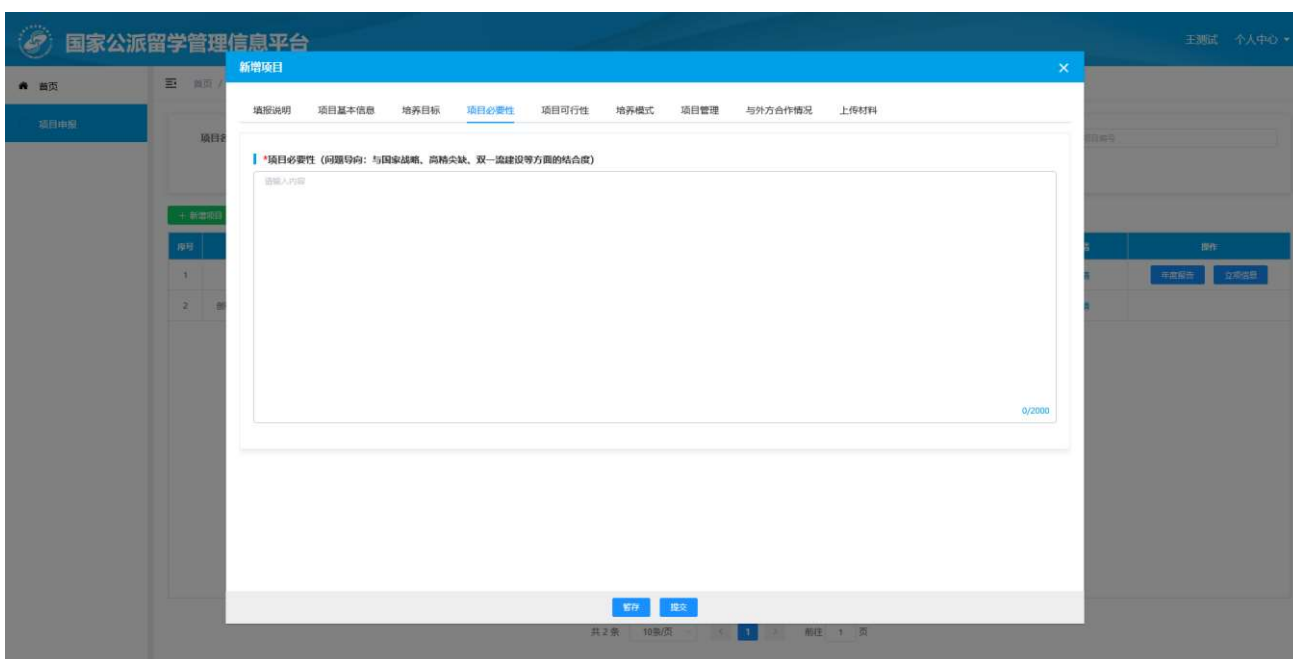 国家公派留学管理信息平台
王测试 个人中心
首页
首页 /
项目申报
新增项目
填报说明 项目基本信息 培养目标 项目必要性 项目可行性 培养模式 项目管理 与外方合作情况 上传材料
*项目必要性（问题导向：与国家战略、高精尖缺、双一流建设等方面的结合度）
请输入内容
0/2000
+ 新增项目
序号 操作
1 年度报告 立项信息
2
暂存 提交
共 2 条 10条/页 < 1 > 前往 1 页